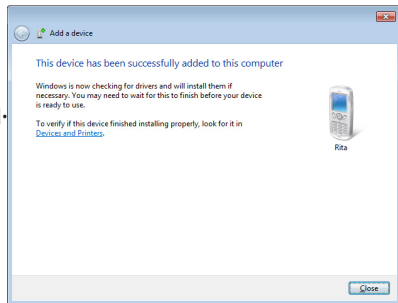 Add a device
This device has been successfully added to this computer
Windows is now checking for drivers and will install them if
necessary. You may need to wait for this to finish before your device
is ready to use.
To verify if this device finished installing properly, look for it in
Devices and Printers.
Rita
Close